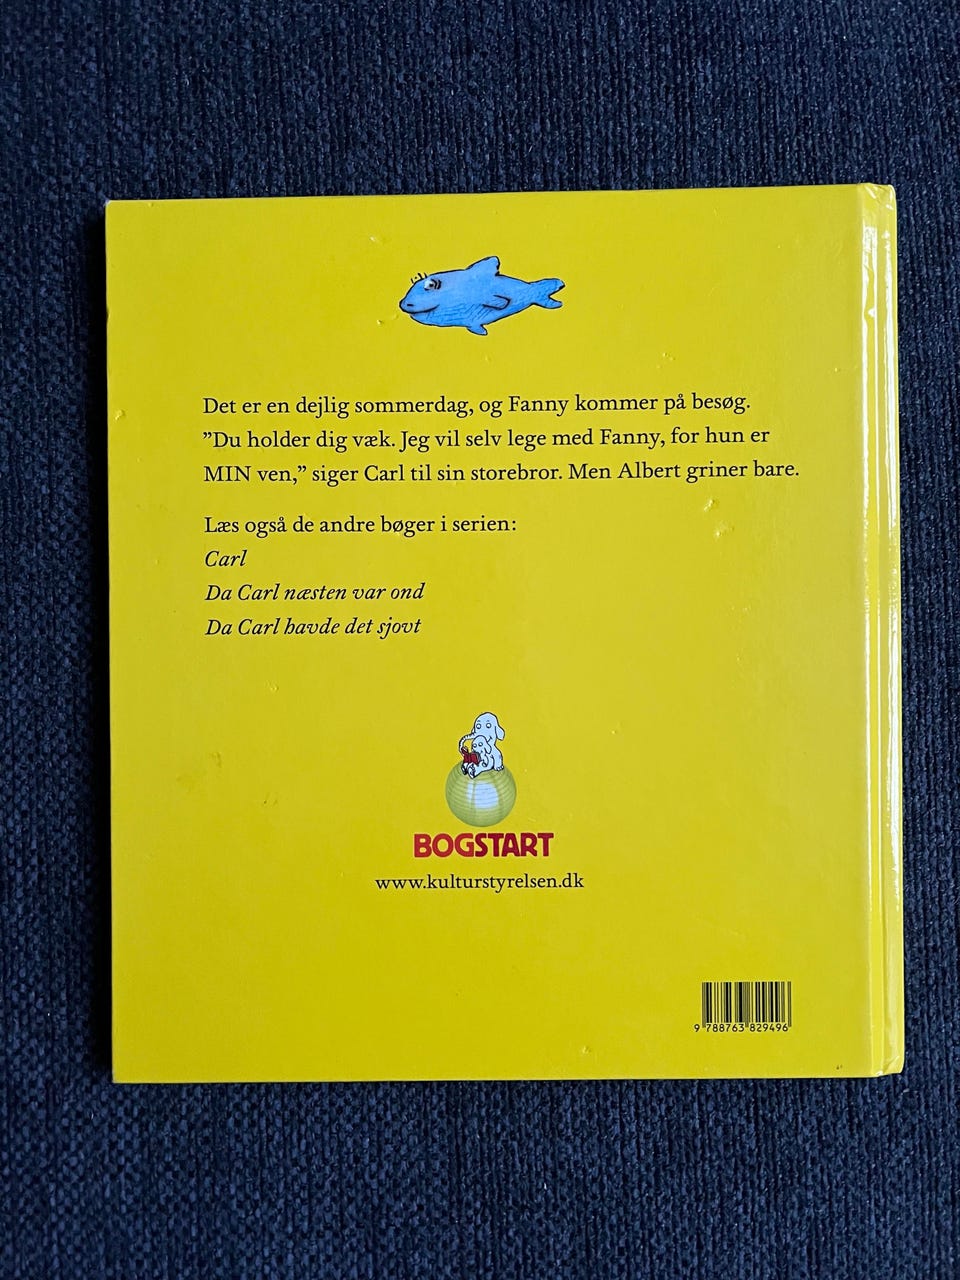 Det er en dejlig sommerdag, og Fanny kommer på besøg.
”Du holder dig væk. Jeg vil selv lege med Fanny, for hun er
MIN ven,” siger Carl til sin storebror. Men Albert griner bare.
Læs også de andre bøger i serien:
Carl
Da Carl næsten var ond
Da Carl havde det sjovt
BOGSTART
www.kulturstyrelsen.dk
9 788763 829496